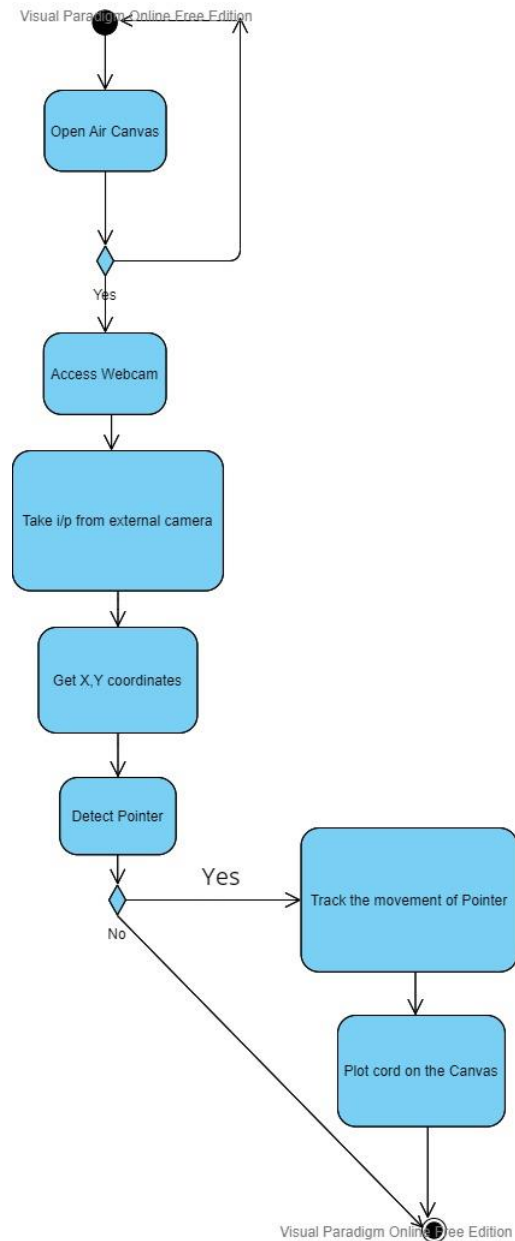 Visual Paradigm Online Free Edition
Open Air Canvas
Yes
Access Webcam
Take i/p from external camera
Get X,Y coordinates
Detect Pointer
Yes
Track the movement of Pointer
No
Plot cord on the Canvas
Visual Paradigm Online Free Edition